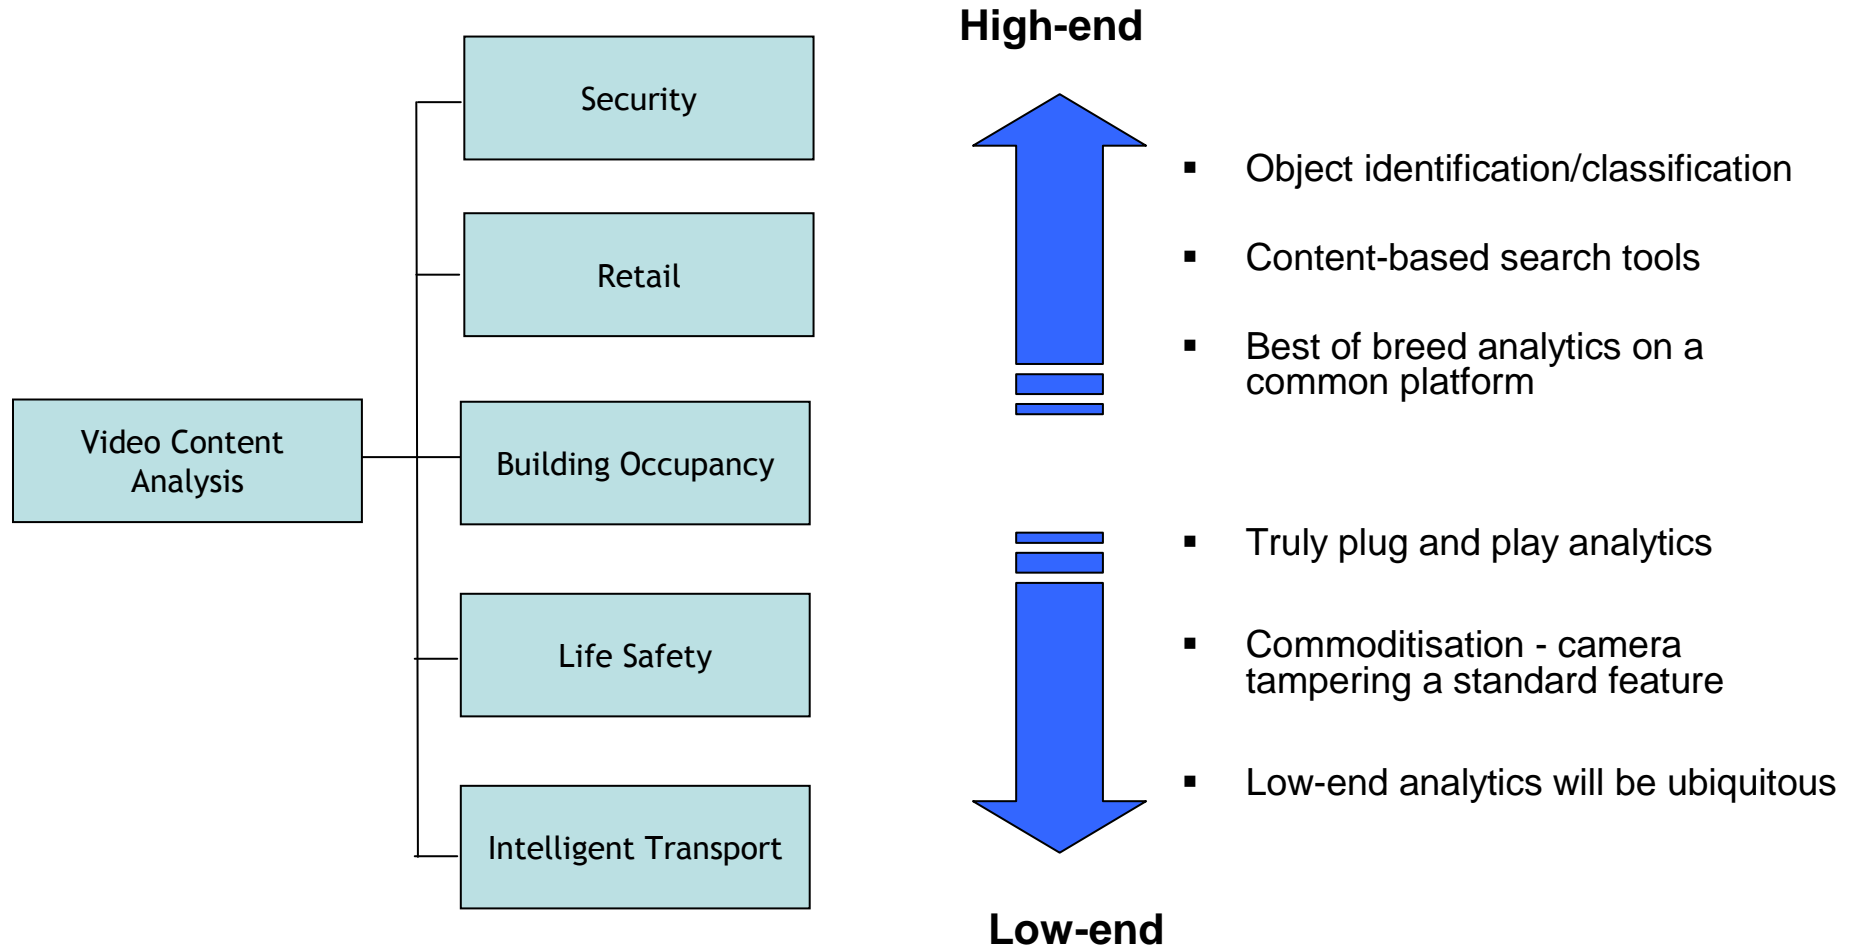 Video Content
Analysis
Security
Retail
Building Occupancy
Life Safety
Intelligent Transport
High-end
▪ Object identification/classification
▪ Content-based search tools
▪ Best of breed analytics on a
common platform
▪ Truly plug and play analytics
▪ Commoditisation - camera
tampering a standard feature
▪ Low-end analytics will be ubiquitous
Low-end